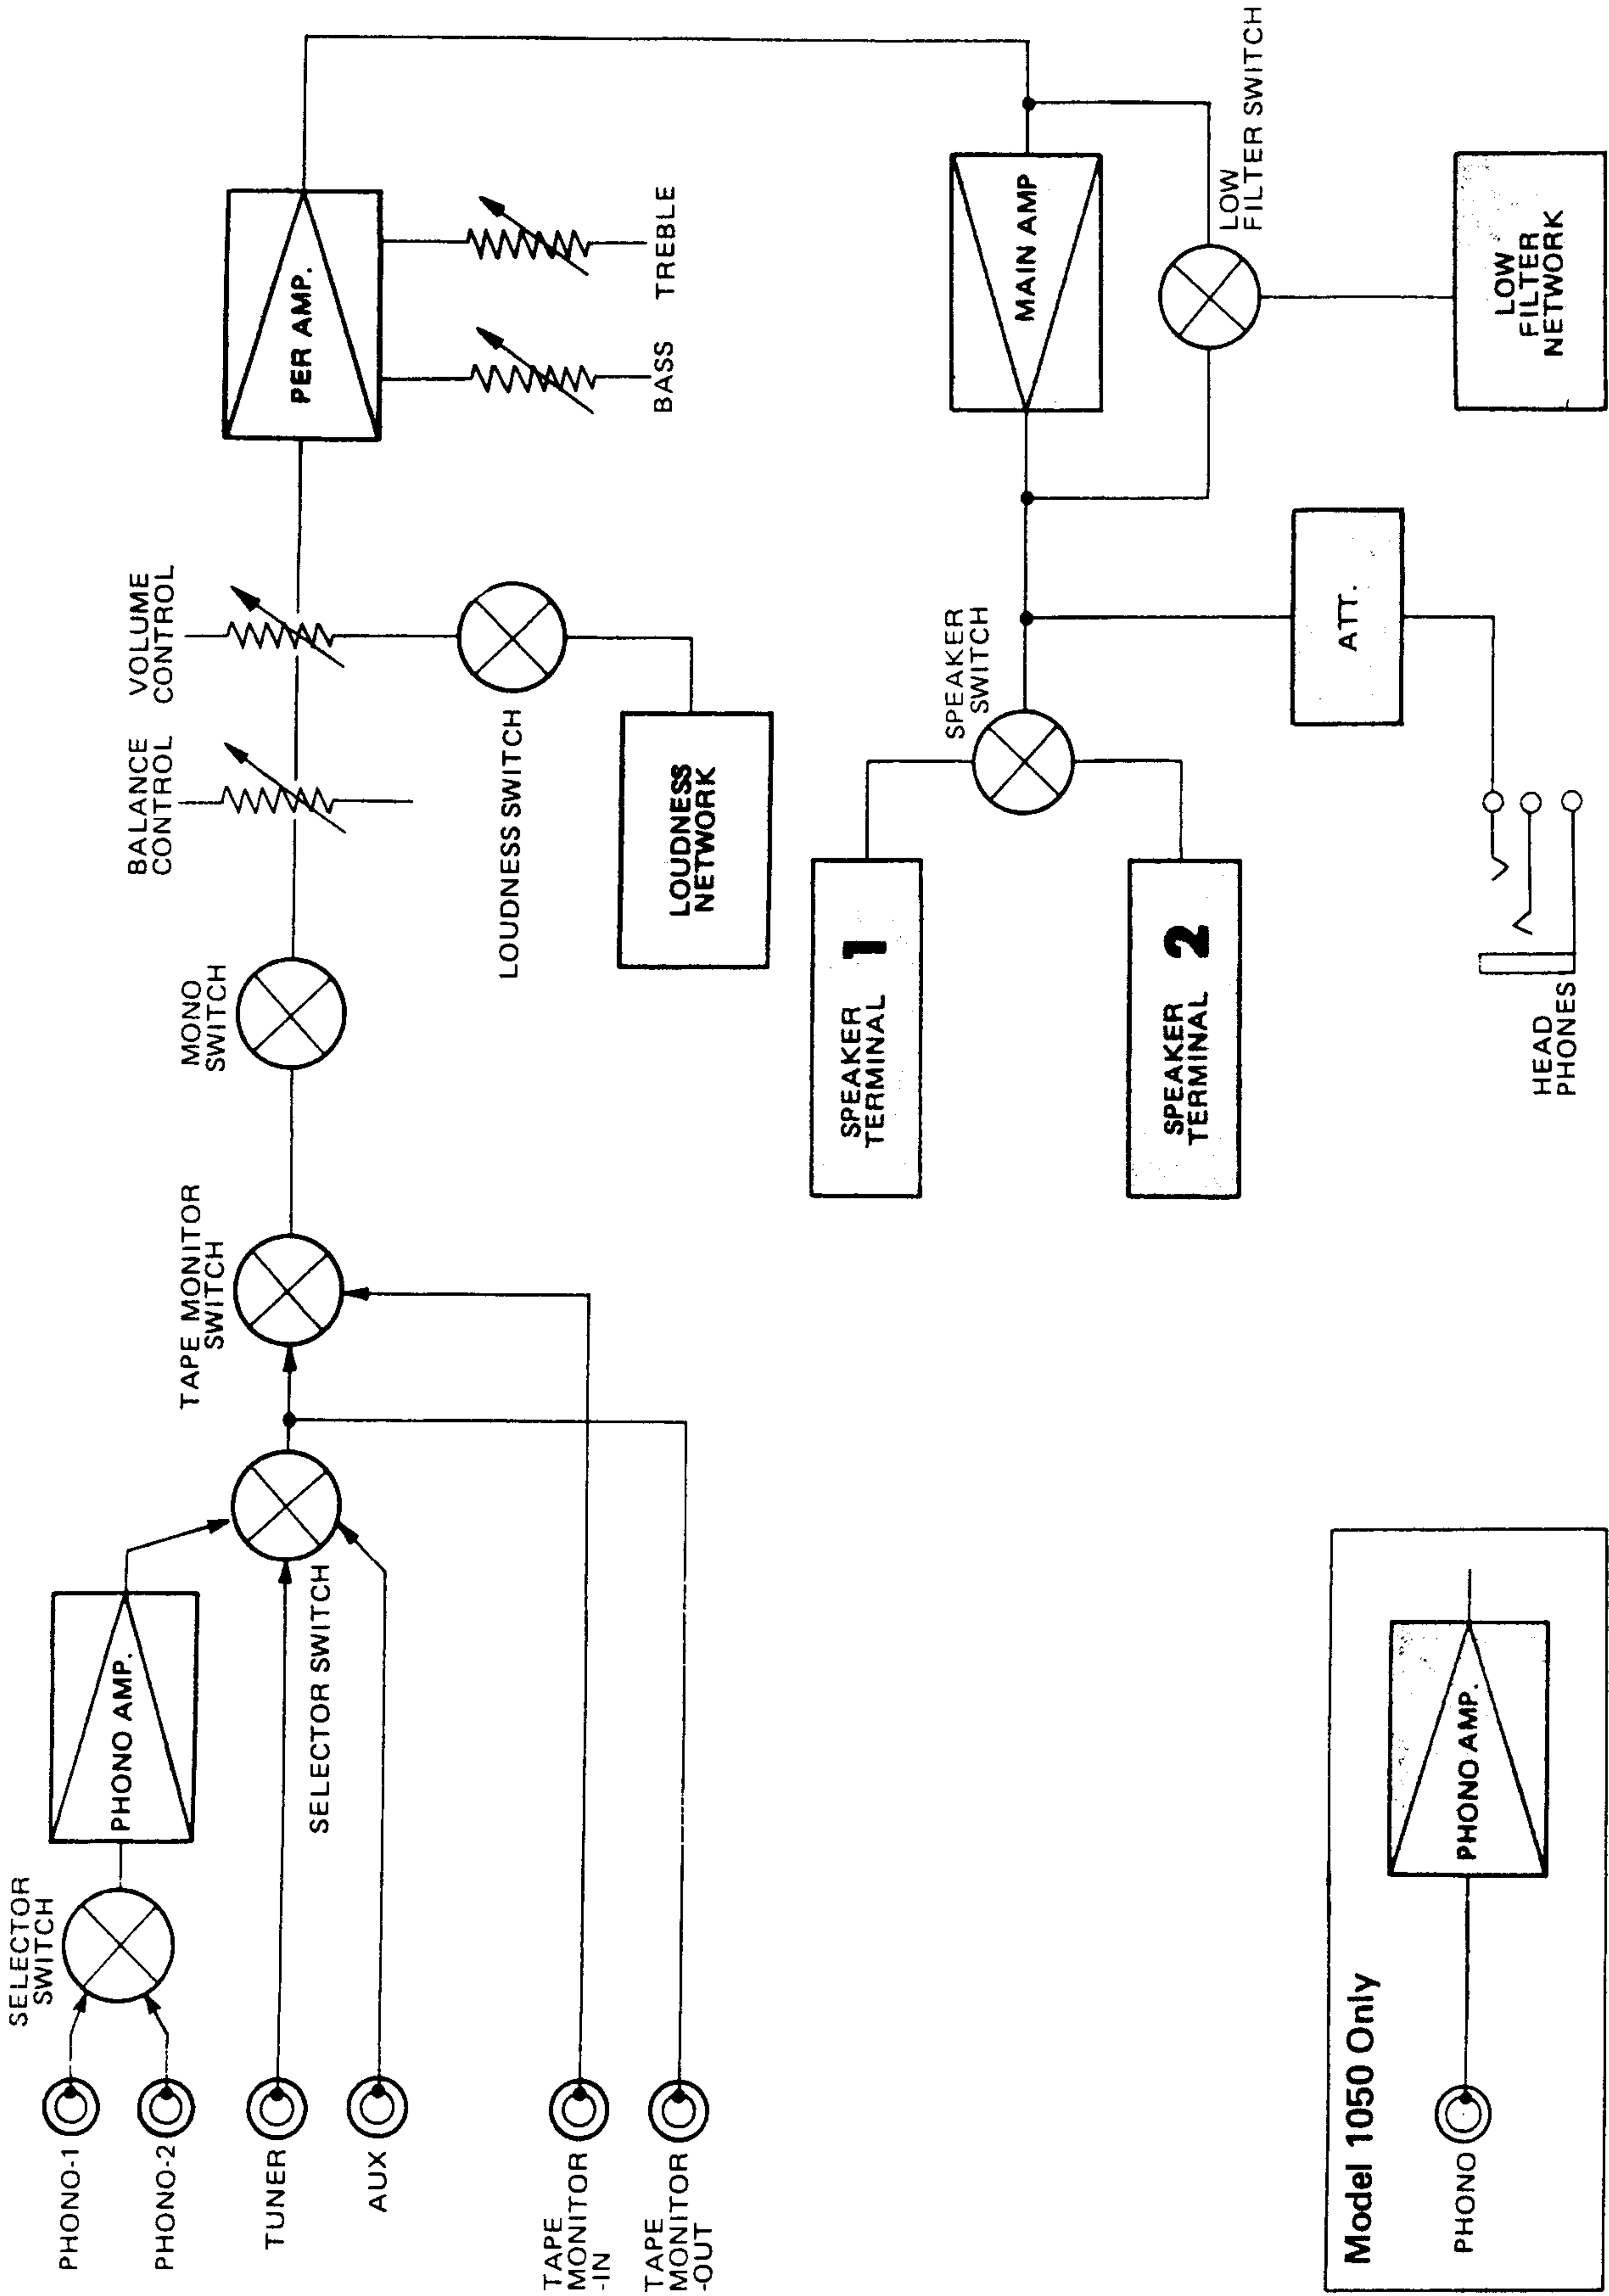 SELECTOR
SWITCH
PHONO-1
PHONO-2
PHONO AMP.
TUNER
AUX
SELECTOR SWITCH
TAPE
MONITOR
-IN
TAPE
MONITOR
-OUT
TAPE MONITOR
SWITCH
MONO
SWITCH
BALANCE
CONTROL
VOLUME
CONTROL
LOUDNESS SWITCH
LOUDNESS
NETWORK
PER AMP.
BASS
TREBLE
MAIN AMP
LOW
FILTER SWITCH
LOW
FILTER
NETWORK
SPEAKER
SWITCH
SPEAKER
TERMINAL 1
SPEAKER
TERMINAL 2
ATT.
HEAD
PHONES
Model 1050 Only
PHONO
PHONO AMP.